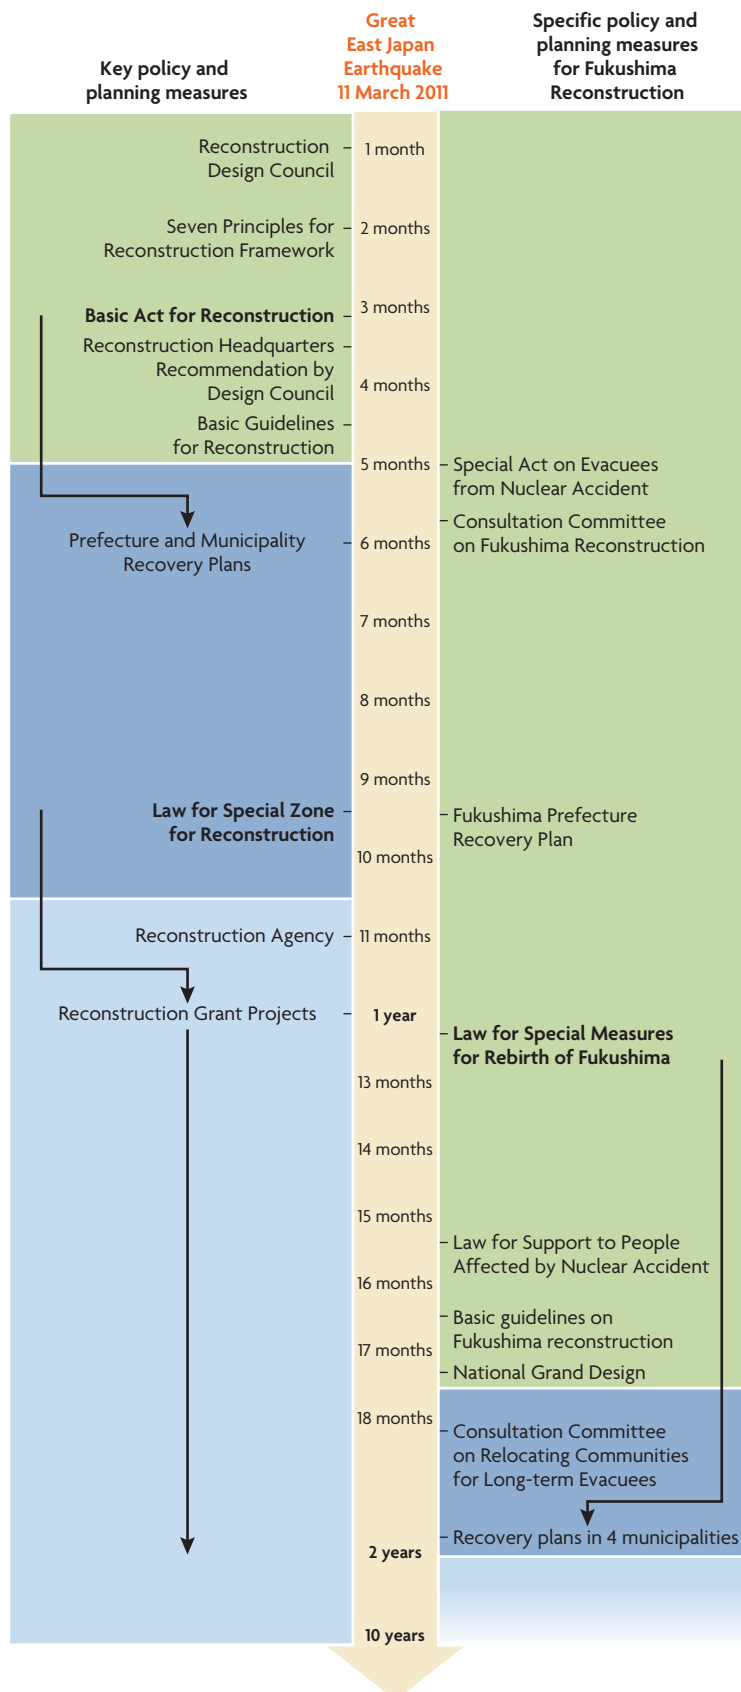 Key policy and
planning measures
Great
East Japan
Earthquake
11 March 2011
Specific policy and
planning measures
for Fukushima
Reconstruction
Reconstruction
Design Council
1 month
Seven Principles for
Reconstruction Framework
2 months
3 months
Basic Act for Reconstruction
Reconstruction Headquarters
Recommendation by
Design Council
4 months
Basic Guidelines
for Reconstruction
5 months
Special Act on Evacuees
from Nuclear Accident
Consultation Committee
on Fukushima Reconstruction
Prefecture and Municipality
Recovery Plans
6 months
7 months
8 months
9 months
Law for Special Zone
for Reconstruction
Fukushima Prefecture
Recovery Plan
10 months
Reconstruction Agency
11 months
Reconstruction Grant Projects
1 year
Law for Special Measures
for Rebirth of Fukushima
13 months
14 months
15 months
Law for Support to People
Affected by Nuclear Accident
16 months
Basic guidelines on
Fukushima reconstruction
17 months
National Grand Design
18 months
Consultation Committee
on Relocating Communities
for Long-term Evacuees
Recovery plans in 4 municipalities
2 years
10 years